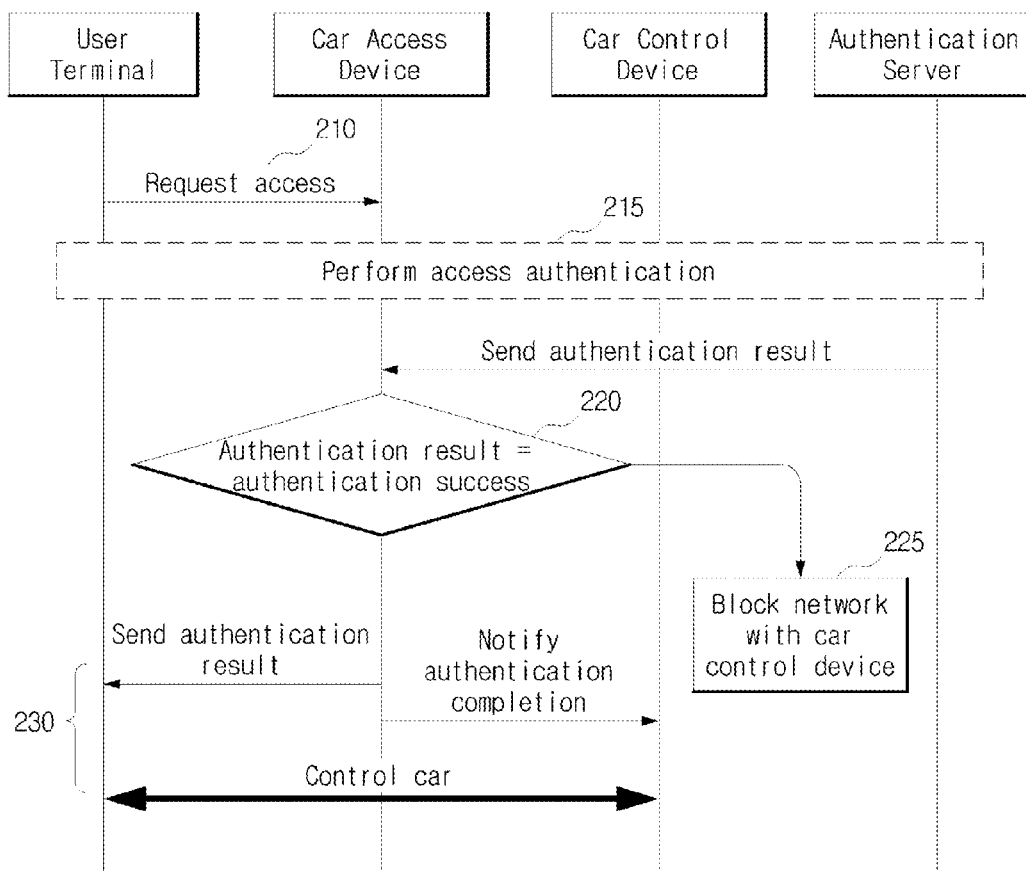 User
Terminal
Car Access
Device
Car Control
Device
Authentication
Server
210
Request access
215
Perform access authentication
Send authentication result
220
Authentication result =
authentication success
225
Block network
with car
control device
Send authentication
result
Notify
authentication
completion
230
Control car